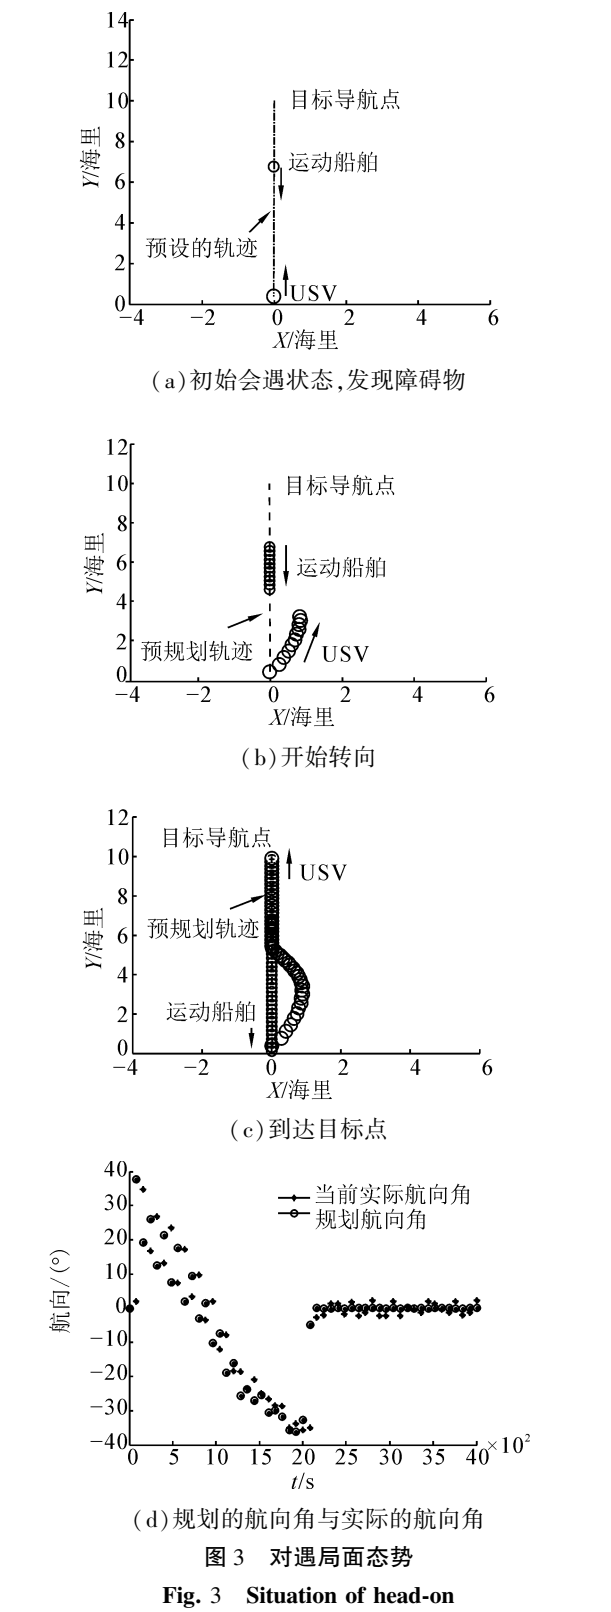 14
12
10
目标导航点
8
运动船舶
Y/海里
6
4
预设的轨迹
2
USV
0
−4 −2 0 2 4 6
X/海里
(a)初始会遇状态,发现障碍物
12
10
目标导航点
8
Y/海里
6
运动船舶
4
2
预规划轨迹
USV
0
−4 −2 0 2 4 6
X/海里
(b)开始转向
12
目标导航点
10
USV
8
预规划轨迹
Y/海里
6
4
2
运动船舶
0
−4 −2 0 2 4 6
X/海里
(c)到达目标点
40
当前实际航向角
30
规划航向角
20
10
航向/(°)
0
−10
−20
−30
−40
0 5 10 15 20 25 30 35 40×10²
t/s
(d)规划的航向角与实际的航向角
图 3 对遇局面态势
Fig. 3 Situation of head-on